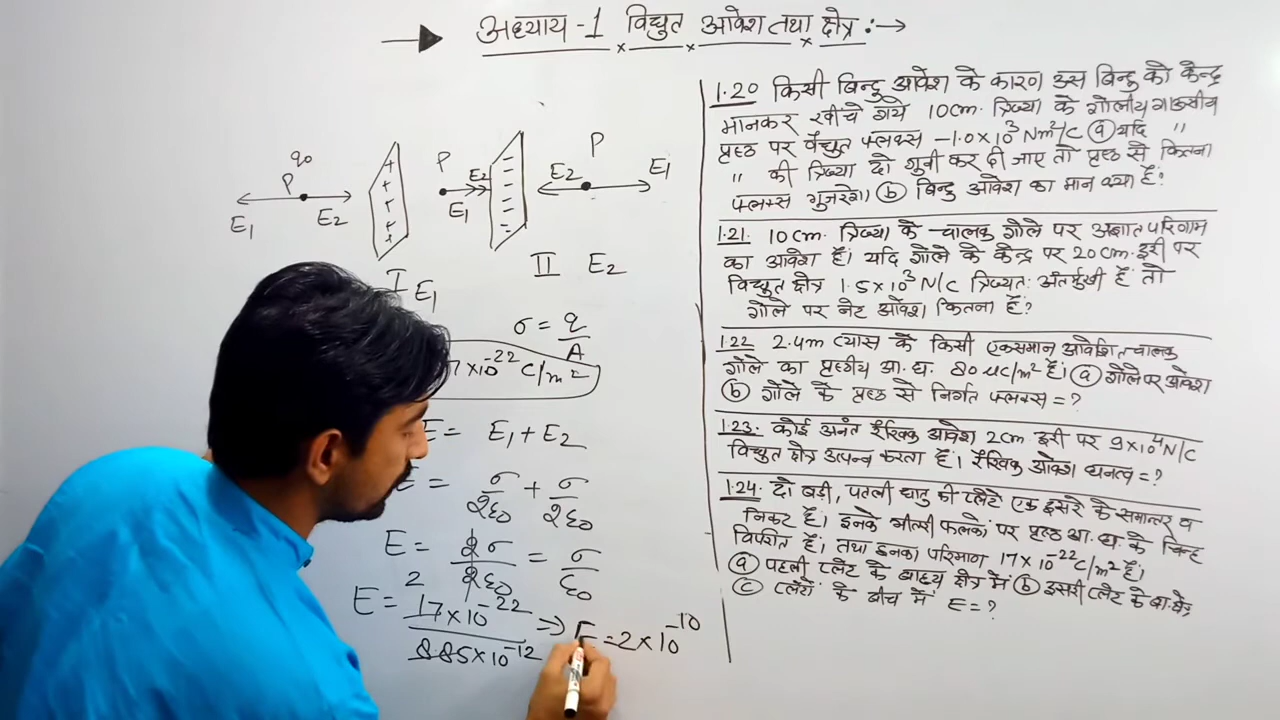 अध्याय -1 विद्युत आवेश तथा क्षेत्र :→
q0
P
E1 E2
P
E1
E2
P
E2 E1
I E1
II E2
σ = q/A
17×10^-22 C/m²
E = E1 + E2
E = σ/2ε0 + σ/2ε0
E = 2σ/2ε0 = σ/ε0
2
E = 17×10^-22 / 8.85×10^-12 ⇒ E = 2×10^-10
1.20 किसी बिन्दु आवेश के कारण उस बिन्दु को केन्द्र
मानकर खींचे गये 10cm. त्रिज्या के गोलीय गाऊसीय
पृष्ठ पर वैद्युत फ्लक्स -1.0×10³ Nm²/C (a) यदि "
" की त्रिज्या दो गुनी कर दी जाए तो पृष्ठ से कितना
फ्लक्स गुजरेगा (b) बिन्दु आवेश का मान क्या है?
1.21. 10cm. त्रिज्या के चालक गोले पर अज्ञात परिणाम
का आवेश है। यदि गोले के केन्द्र पर 20cm. दूरी पर
विद्युत क्षेत्र 1.5×10³ N/C त्रिज्यतः अंतर्मुखी है तो
गोले पर नेट आवेश कितना है?
1.22 2.4m व्यास के किसी एकसमान आवेशित चालक
गोले का पृष्ठीय आ. घ. 80 μC/m² है। (a) गोले पर आवेश
(b) गोले के पृष्ठ से निर्गत फ्लक्स = ?
1.23. कोई अनंत रैखिक आवेश 2cm. दूरी पर 9×10⁴ N/C
विद्युत क्षेत्र उत्पन्न करता है। रैखिक आवेश घनत्व = ?
1.24. दो बड़ी, पतली धातु की प्लेटें एक दूसरे के समान्तर व
निकट हैं। इनके भीतरी फलकों पर पृष्ठ आ. घ. के चिन्ह
विपरीत हैं। तथा इनका परिमाण 17×10^-22 C/m² है।
(a) पहली प्लेट के बाह्य क्षेत्र में (b) दूसरी प्लेट के बा. क्षेत्र
(c) प्लेटों के बीच में E = ?